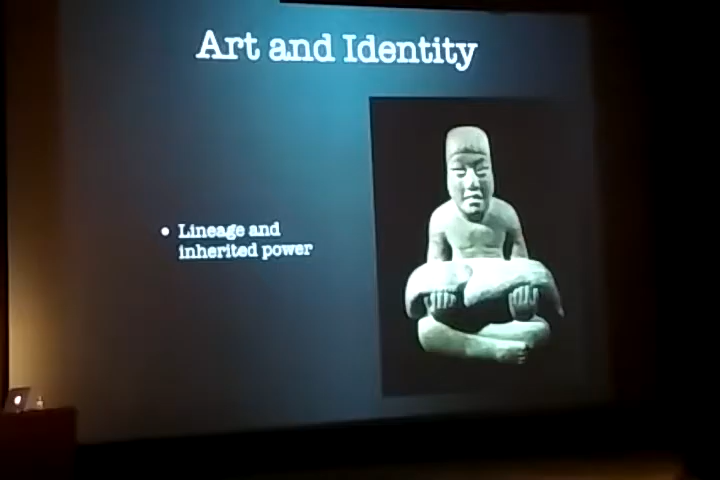 Art and Identity
• Lineage and
inherited power